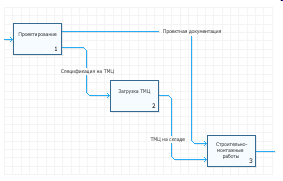 Проектная документация
Проектирование
1
Спецификация на ТМЦ
Загрузка ТМЦ
2
ТМЦ на складе
Строительно-
монтажные
работы
3